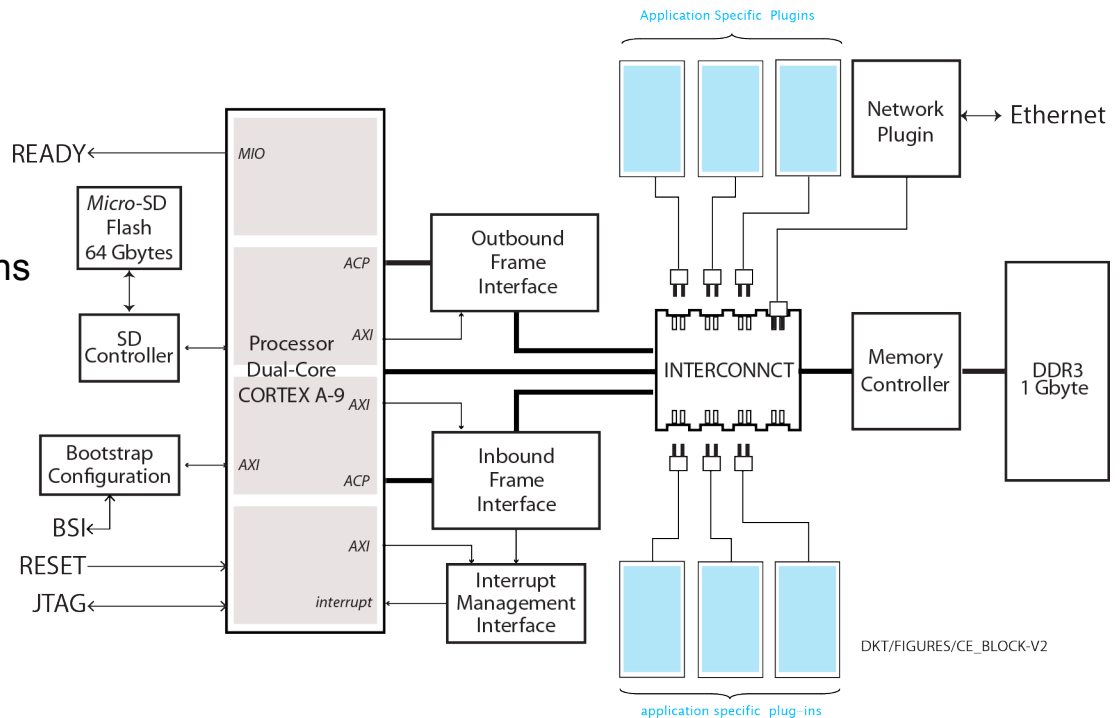 Application Specific Plugins
Network
Plugin
Ethernet
READY
MIO
Micro-SD
Flash
64 Gbytes
ns
ACP
Outbound
Frame
Interface
SD
Controller
AXI
Processor
Dual-Core
CORTEX A-9
INTERCONNCT
Memory
Controller
DDR3
1 Gbyte
AXI
Bootstrap
Configuration
AXI
ACP
Inbound
Frame
Interface
BSI
RESET
JTAG
AXI
interrupt
Interrupt
Management
Interface
DKT/FIGURES/CE_BLOCK-V2
application specific plug-ins